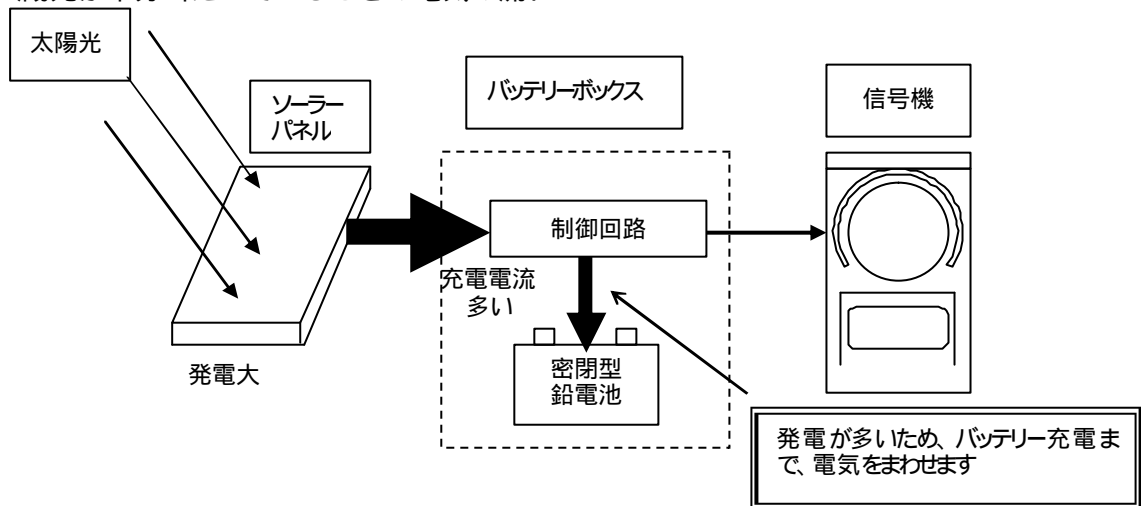 太陽光
ソーラー
パネル
バッテリーボックス
信号機
制御回路
充電電流
多い
発電大
密閉型
鉛電池
発電が多いため、バッテリー充電ま
で、電気をまわせます